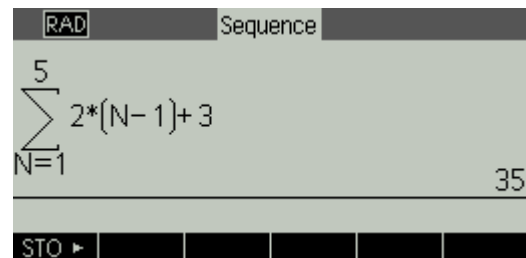 RAD Sequence
5
∑ 2*(N-1)+3
N=1
35
STO ►